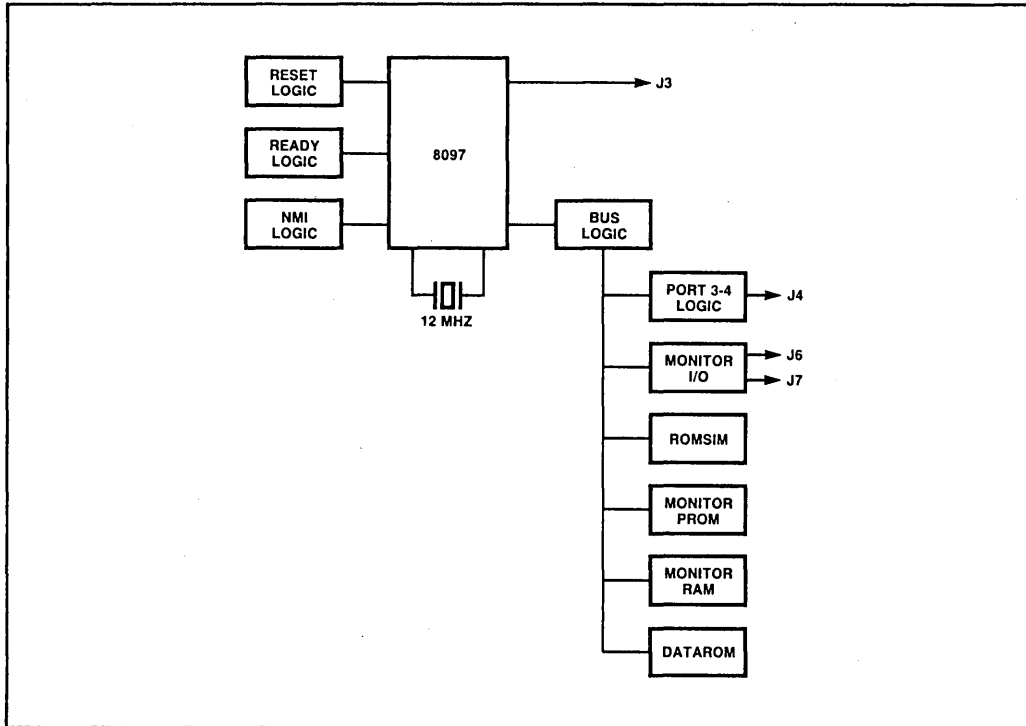 RESET
LOGIC
J3
READY
LOGIC
8097
NMI
LOGIC
BUS
LOGIC
12 MHZ
PORT 3-4
LOGIC
J4
MONITOR
I/O
J6
J7
ROMSIM
MONITOR
PROM
MONITOR
RAM
DATAROM